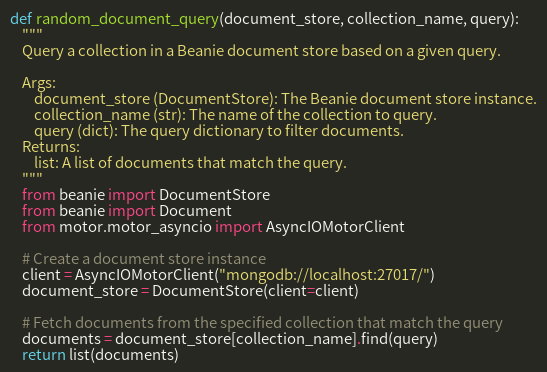 def random_document_query(document_store, collection_name, query):
"""
Query a collection in a Beanie document store based on a given query.
Args:
document_store (DocumentStore): The Beanie document store instance.
collection_name (str): The name of the collection to query.
query (dict): The query dictionary to filter documents.
Returns:
list: A list of documents that match the query.
"""
from beanie import DocumentStore
from beanie import Document
from motor.motor_asyncio import AsyncIOMotorClient
# Create a document store instance
client = AsyncIOMotorClient("mongodb://localhost:27017/")
document_store = DocumentStore(client=client)
# Fetch documents from the specified collection that match the query
documents = document_store[collection_name].find(query)
return list(documents)